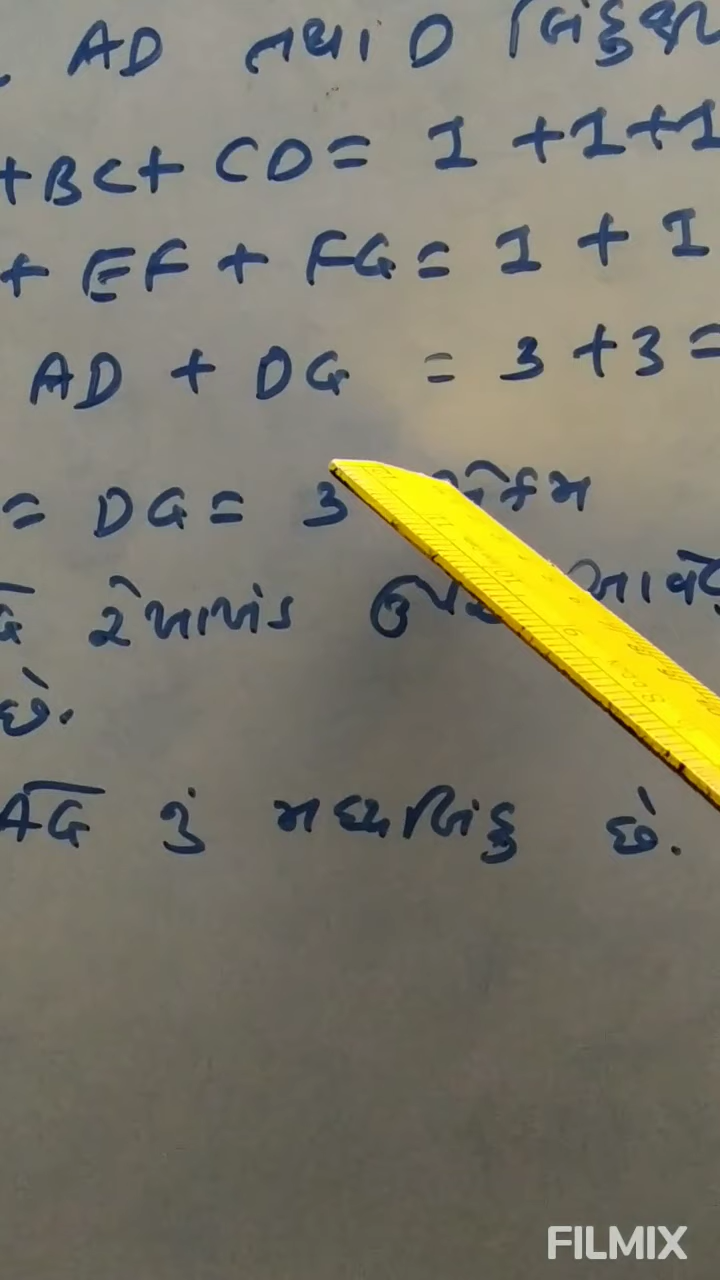 AD તથા D બિંદુ
+BC+ CD= 1 +1+1
+ EF + FG= 1 + 1
AD + DG = 3 +3=
= DG= 3
રેખાખંડ
છે.
AG નું મધ્યબિંદુ છે.
FILMIX